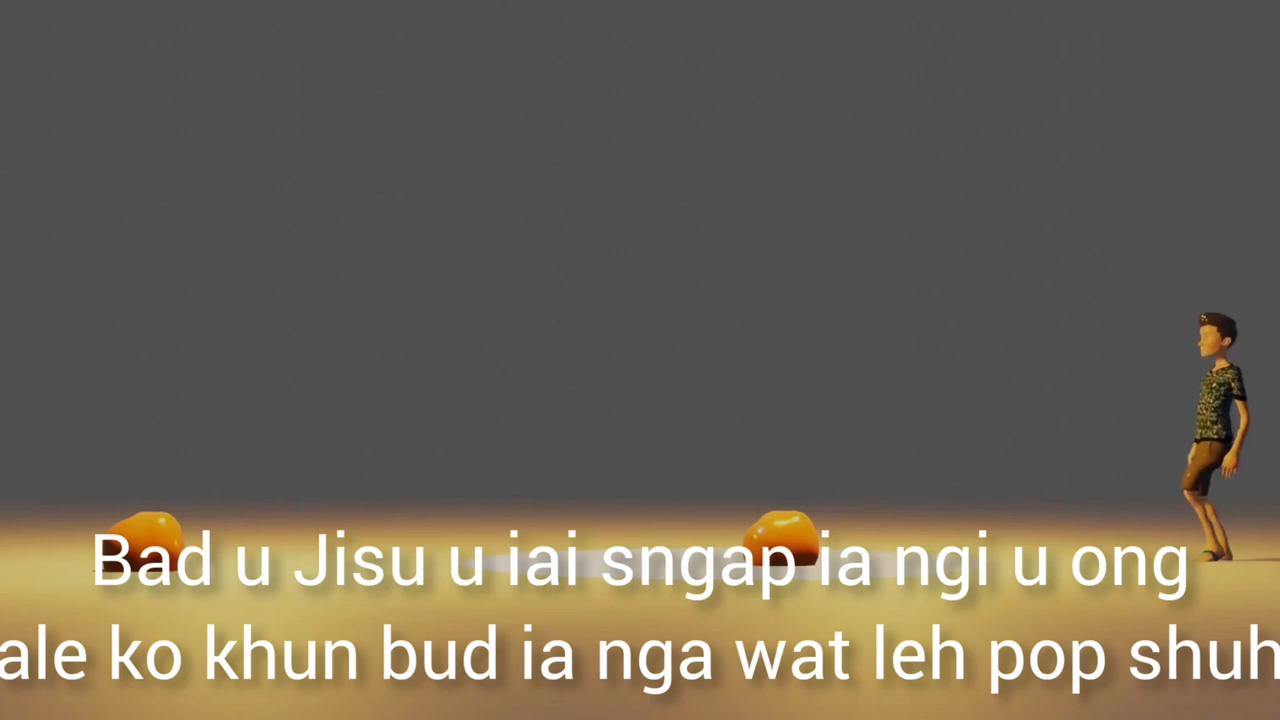 Bad u Jisu u iai sngap ia ngi u ong
ale ko khun bud ia nga wat leh pop shuh